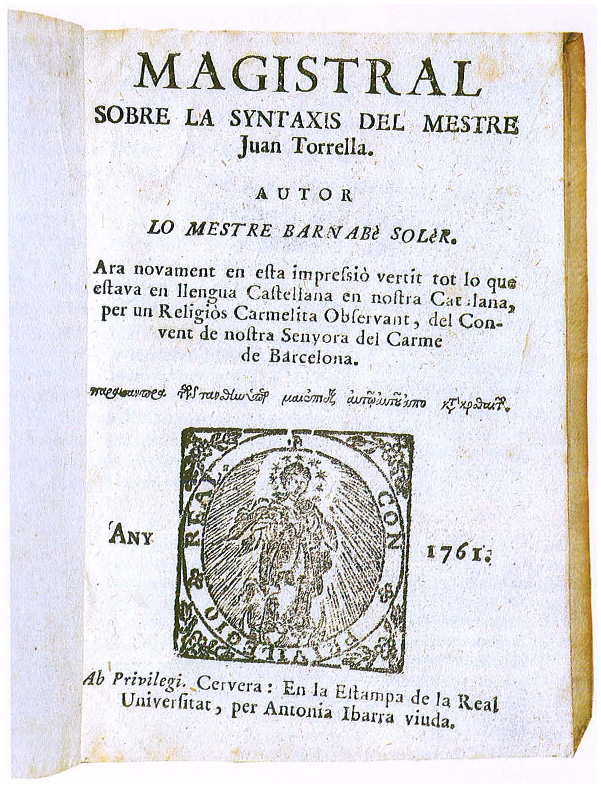 MAGISTRAL
SOBRE LA SYNTAXIS DEL MESTRE
Juan Torrella.
AUTOR
LO MESTRE BARNABè SOLèR.
Ara novament en eſta impreſsiò vertit tot lo que
eſtava en llengua Caſtellana en noſtra Catalana,
per un Religiòs Carmelita Obſervant, del Con-
vent de noſtra Senyora del Carme
de Barcelona.
CON PRIVILEGIO REAL
ANY 1761.
Ab Privilegi. Cervera: En la Eſtampa de la Real
Univerſitat, per Antonia Ibarra viuda.